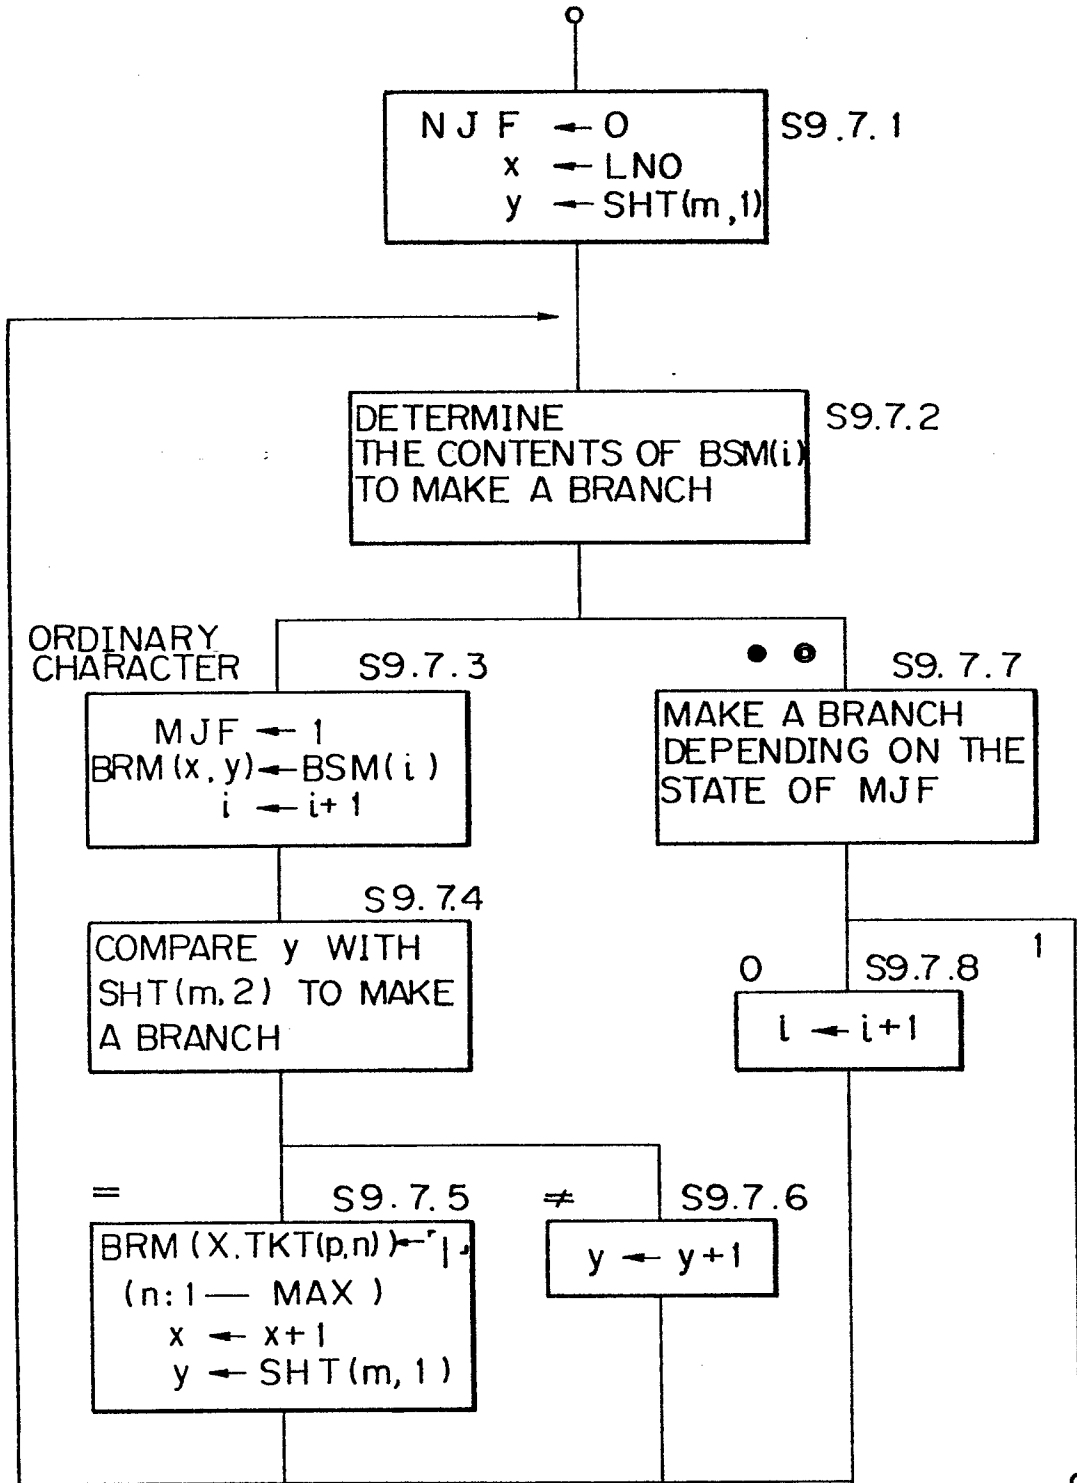 NJF ← 0
x ← LNO
y ← SHT(m,1)
S9.7.1
DETERMINE
THE CONTENTS OF BSM(i)
TO MAKE A BRANCH
S9.7.2
ORDINARY
CHARACTER
S9.7.3
MJF ← 1
BRM(x,y)←BSM(i)
i ← i+1
● ◎
S9.7.7
MAKE A BRANCH
DEPENDING ON THE
STATE OF MJF
S9.7.4
COMPARE y WITH
SHT(m,2) TO MAKE
A BRANCH
0
S9.7.8
1
i ← i+1
=
S9.7.5
BRM(X.TKT(p,n))←「|」
(n:1— MAX)
x ← x+1
y ← SHT(m,1)
≠
S9.7.6
y ← y+1